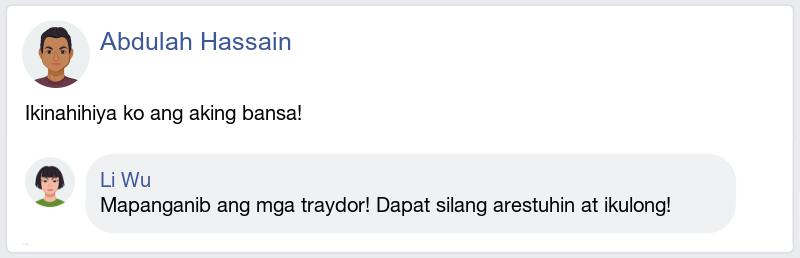 Abdulah Hassain
Ikinahihiya ko ang aking bansa!
Li Wu
Mapanganib ang mga traydor! Dapat silang arestuhin at ikulong!